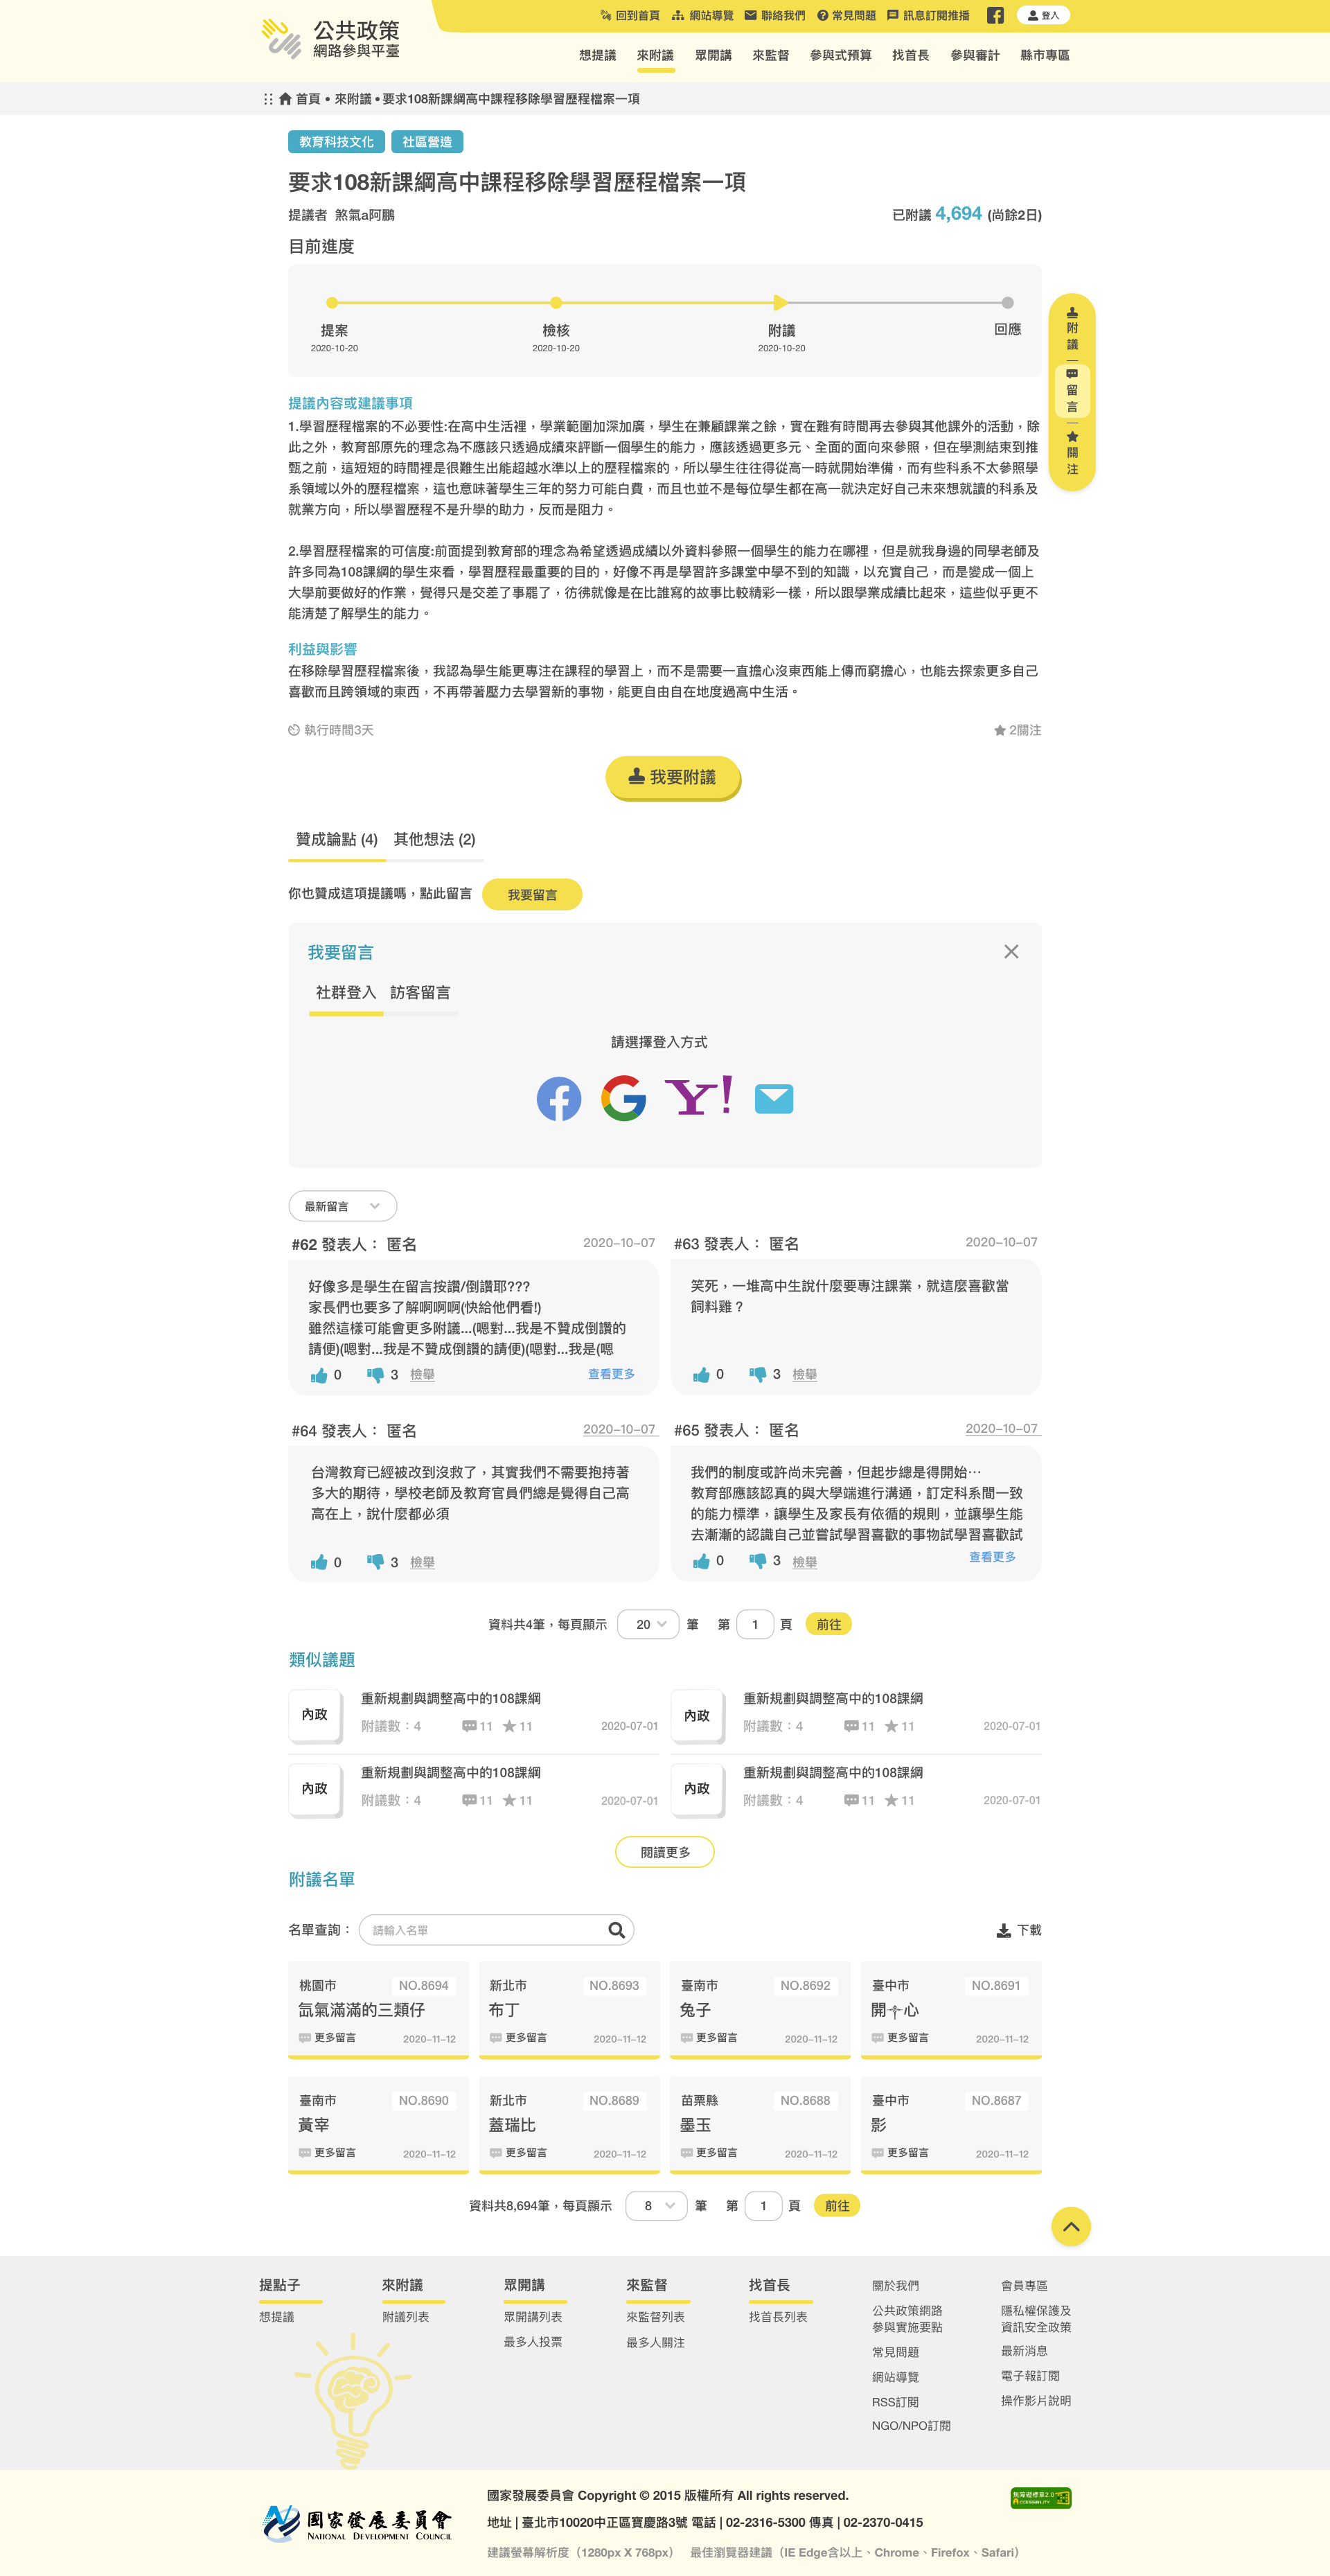 公共政策
網路參與平臺
回到首頁 網站導覽 聯絡我們 常見問題 訊息訂閱推播 登入
想提議 來附議 眾開講 來監督 參與式預算 找首長 參與審計 縣市專區
首頁 • 來附議 • 要求108新課綱高中課程移除學習歷程檔案一項
教育科技文化 社區營造
要求108新課綱高中課程移除學習歷程檔案一項
提議者 煞氣a阿鵬 已附議 4,694 (尚餘2日)
目前進度
提案 檢核 附議 回應
2020-10-20 2020-10-20 2020-10-20
附議
留言
關注
提議內容或建議事項
1.學習歷程檔案的不必要性:在高中生活裡，學業範圍加深加廣，學生在兼顧課業之餘，實在難有時間再去參與其他課外的活動，除
此之外，教育部原先的理念為不應該只透過成績來評斷一個學生的能力，應該透過更多元、全面的面向來參照，但在學測結束到推
甄之前，這短短的時間裡是很難生出能超越水準以上的歷程檔案的，所以學生往往得從高一時就開始準備，而有些科系不太參照學
系領域以外的歷程檔案，這也意味著學生三年的努力可能白費，而且也並不是每位學生都在高一就決定好自己未來想就讀的科系及
就業方向，所以學習歷程不是升學的助力，反而是阻力。
2.學習歷程檔案的可信度:前面提到教育部的理念為希望透過成績以外資料參照一個學生的能力在哪裡，但是就我身邊的同學老師及
許多同為108課綱的學生來看，學習歷程最重要的目的，好像不再是學習許多課堂中學不到的知識，以充實自己，而是變成一個上
大學前要做好的作業，覺得只是交差了事罷了，彷彿就像是在比誰寫的故事比較精彩一樣，所以跟學業成績比起來，這些似乎更不
能清楚了解學生的能力。
利益與影響
在移除學習歷程檔案後，我認為學生能更專注在課程的學習上，而不是需要一直擔心沒東西能上傳而窮擔心，也能去探索更多自己
喜歡而且跨領域的東西，不再帶著壓力去學習新的事物，能更自由自在地度過高中生活。
執行時間3天 2關注
我要附議
贊成論點 (4) 其他想法 (2)
你也贊成這項提議嗎，點此留言 我要留言
我要留言
社群登入 訪客留言
請選擇登入方式
Y!
最新留言
#62 發表人： 匿名 2020-10-07
好像多是學生在留言按讚/倒讚耶???
家長們也要多了解啊啊啊(快給他們看!)
雖然這樣可能會更多附議...(嗯對...我是不贊成倒讚的
請便)(嗯對...我是不贊成倒讚的請便)(嗯對...我是(嗯
0 3 檢舉 查看更多
#63 發表人： 匿名 2020-10-07
笑死，一堆高中生說什麼要專注課業，就這麼喜歡當
飼料雞？
0 3 檢舉
#64 發表人： 匿名 2020-10-07
台灣教育已經被改到沒救了，其實我們不需要抱持著
多大的期待，學校老師及教育官員們總是覺得自己高
高在上，說什麼都必須
0 3 檢舉
#65 發表人： 匿名 2020-10-07
我們的制度或許尚未完善，但起步總是得開始⋯
教育部應該認真的與大學端進行溝通，訂定科系間一致
的能力標準，讓學生及家長有依循的規則，並讓學生能
去漸漸的認識自己並嘗試學習喜歡的事物試學習喜歡試
0 3 檢舉 查看更多
資料共4筆，每頁顯示 20 筆 第 1 頁 前往
類似議題
內政 重新規劃與調整高中的108課綱
附議數：4 11 11 2020-07-01
內政 重新規劃與調整高中的108課綱
附議數：4 11 11 2020-07-01
內政 重新規劃與調整高中的108課綱
附議數：4 11 11 2020-07-01
內政 重新規劃與調整高中的108課綱
附議數：4 11 11 2020-07-01
閱讀更多
附議名單
名單查詢： 請輸入名單 下載
桃園市 NO.8694 新北市 NO.8693 臺南市 NO.8692 臺中市 NO.8691
氙氣滿滿的三類仔 布丁 兔子 開╬心
更多留言 2020-11-12 更多留言 2020-11-12 更多留言 2020-11-12 更多留言 2020-11-12
臺南市 NO.8690 新北市 NO.8689 苗栗縣 NO.8688 臺中市 NO.8687
黃宰 蓋瑞比 墨玉 影
更多留言 2020-11-12 更多留言 2020-11-12 更多留言 2020-11-12 更多留言 2020-11-12
資料共8,694筆，每頁顯示 8 筆 第 1 頁 前往
提點子 來附議 眾開講 來監督 找首長
想提議 附議列表 眾開講列表 來監督列表 找首長列表
最多人投票 最多人關注
關於我們
公共政策網路
參與實施要點
常見問題
網站導覽
RSS訂閱
NGO/NPO訂閱
會員專區
隱私權保護及
資訊安全政策
最新消息
電子報訂閱
操作影片說明
國家發展委員會
NATIONAL DEVELOPMENT COUNCIL
國家發展委員會 Copyright © 2015 版權所有 All rights reserved.
地址 | 臺北市10020中正區寶慶路3號 電話 | 02-2316-5300 傳真 | 02-2370-0415
建議螢幕解析度（1280px X 768px） 最佳瀏覽器建議（IE Edge含以上、Chrome、Firefox、Safari）
無障礙標章2.0
ACCESSIBILITY